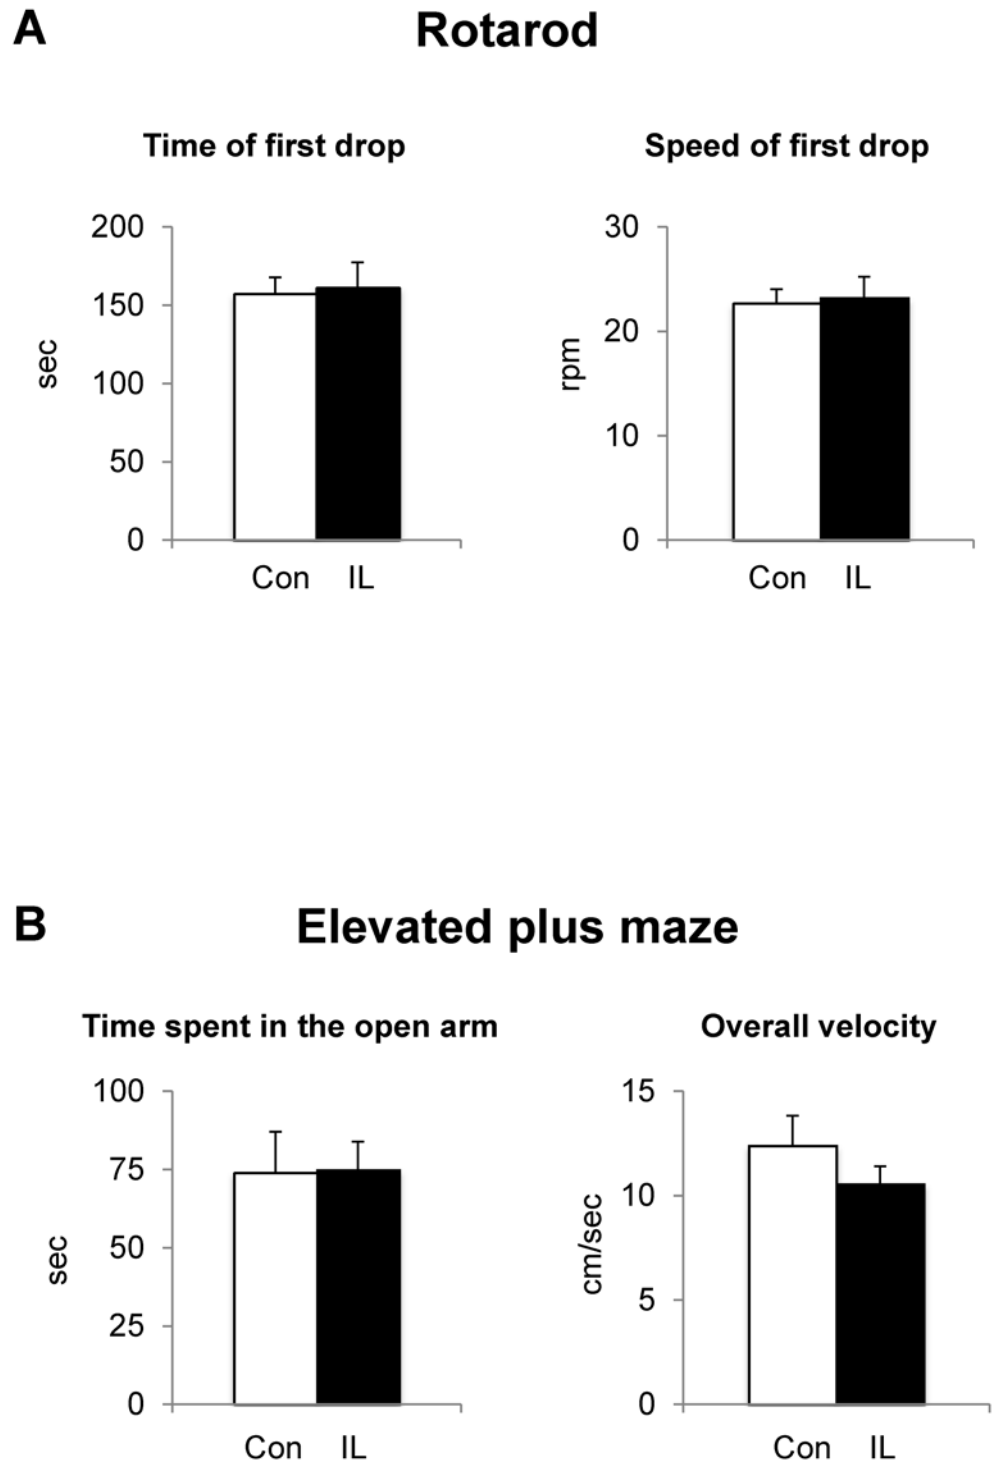 A
Rotarod
Time of first drop
200
150
100
50
0
sec
Con IL
Speed of first drop
30
20
10
0
rpm
Con IL
B
Elevated plus maze
Time spent in the open arm
100
75
50
25
0
sec
Con IL
Overall velocity
15
10
5
0
cm/sec
Con IL